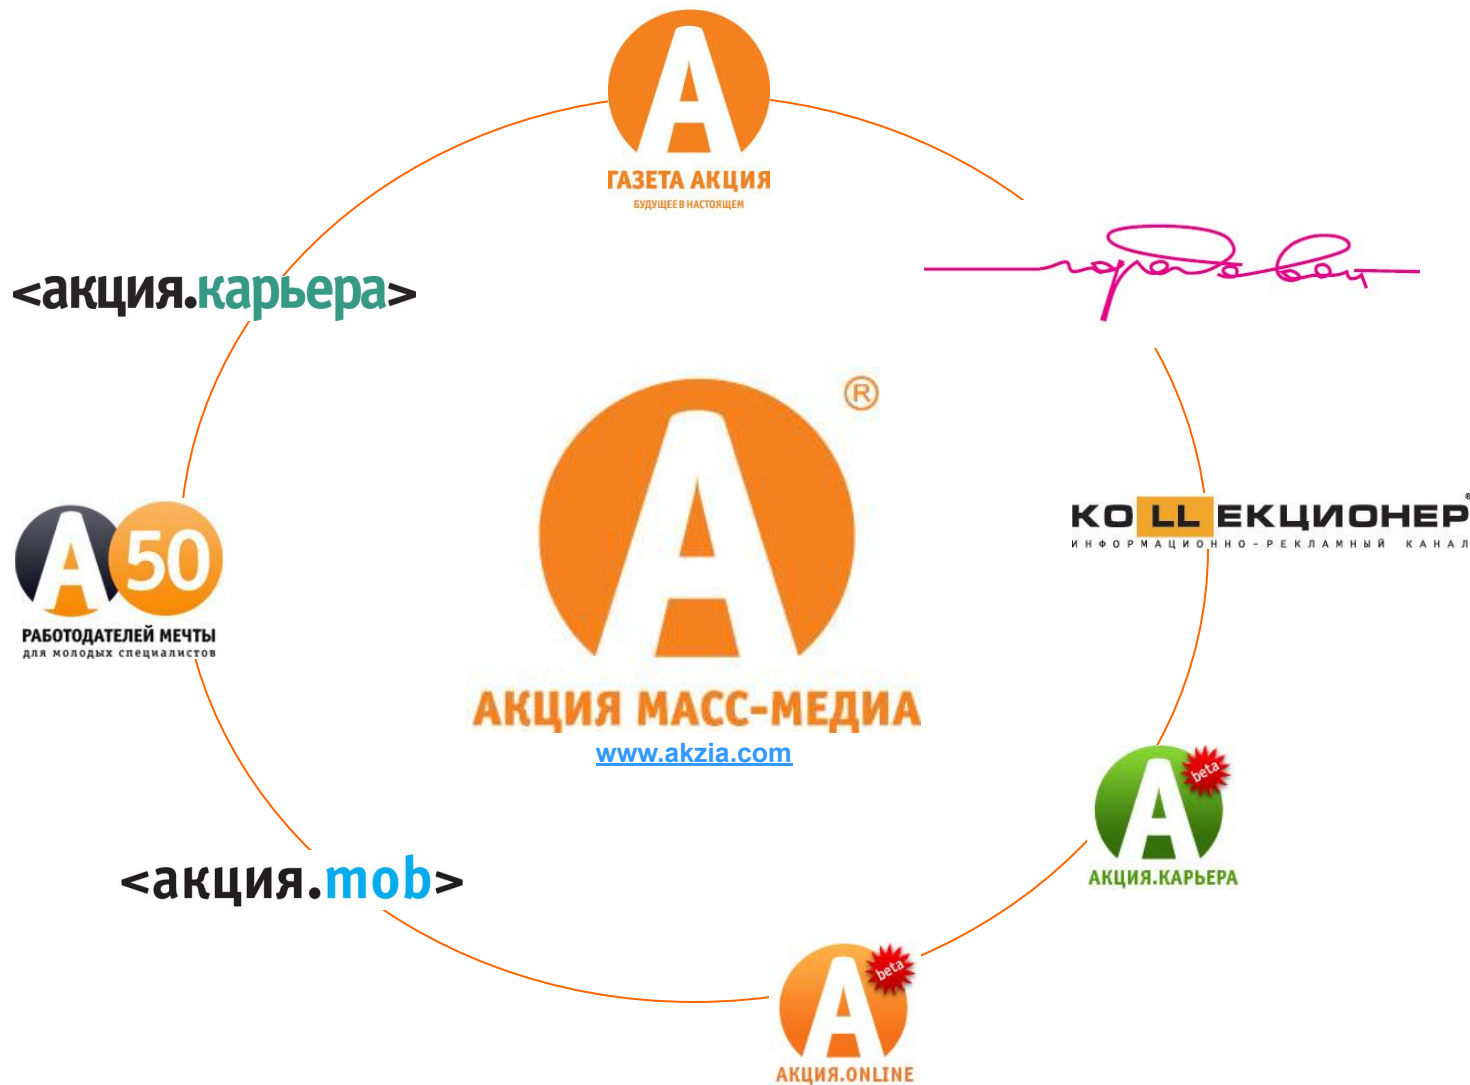 ГАЗЕТА АКЦИЯ
БУДУЩЕЕ В НАСТОЯЩЕМ
<акция.карьера>
®
А50
РАБОТОДАТЕЛЕЙ МЕЧТЫ
для молодых специалистов
КОLLЕКЦИОНЕР®
ИНФОРМАЦИОННО-РЕКЛАМНЫЙ КАНАЛ
АКЦИЯ МАСС-МЕДИА
www.akzia.com
beta
АКЦИЯ.КАРЬЕРА
<акция.mob>
beta
АКЦИЯ.ONLINE